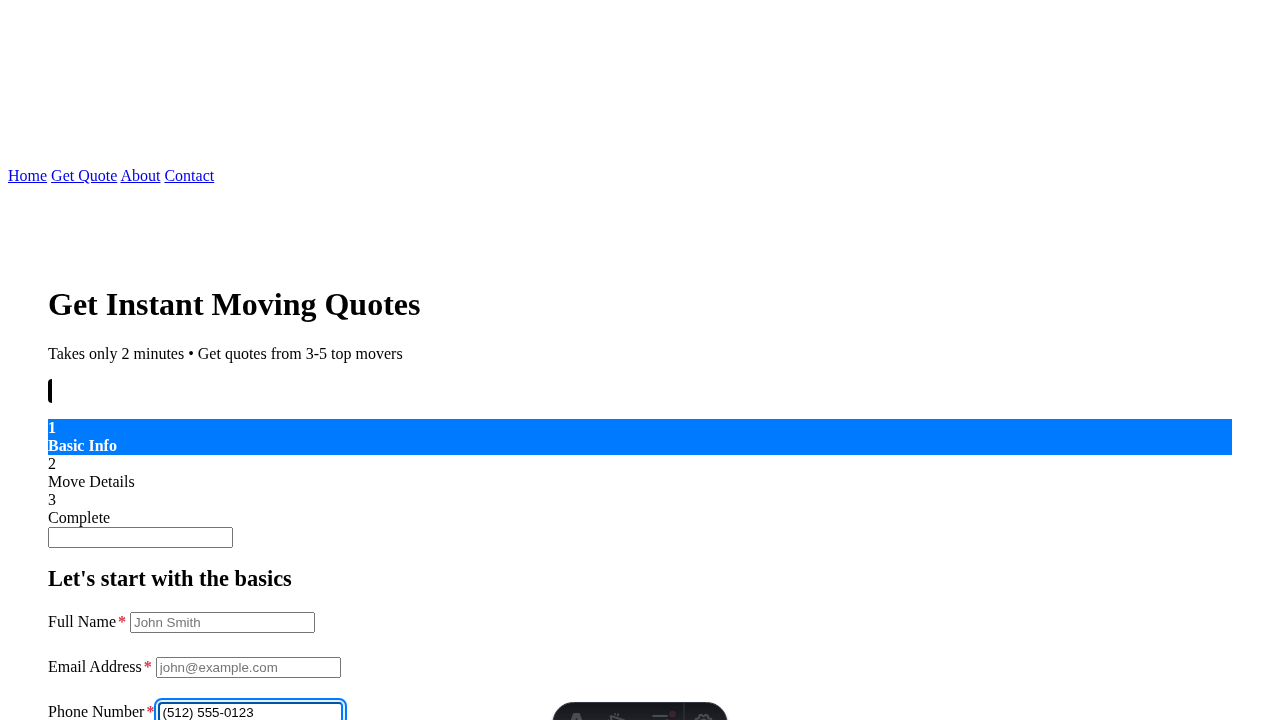 Home Get Quote About Contact
Get Instant Moving Quotes
Takes only 2 minutes • Get quotes from 3-5 top movers
1
Basic Info
2
Move Details
3
Complete
Let's start with the basics
Full Name * John Smith
Email Address * john@example.com
Phone Number * (512) 555-0123